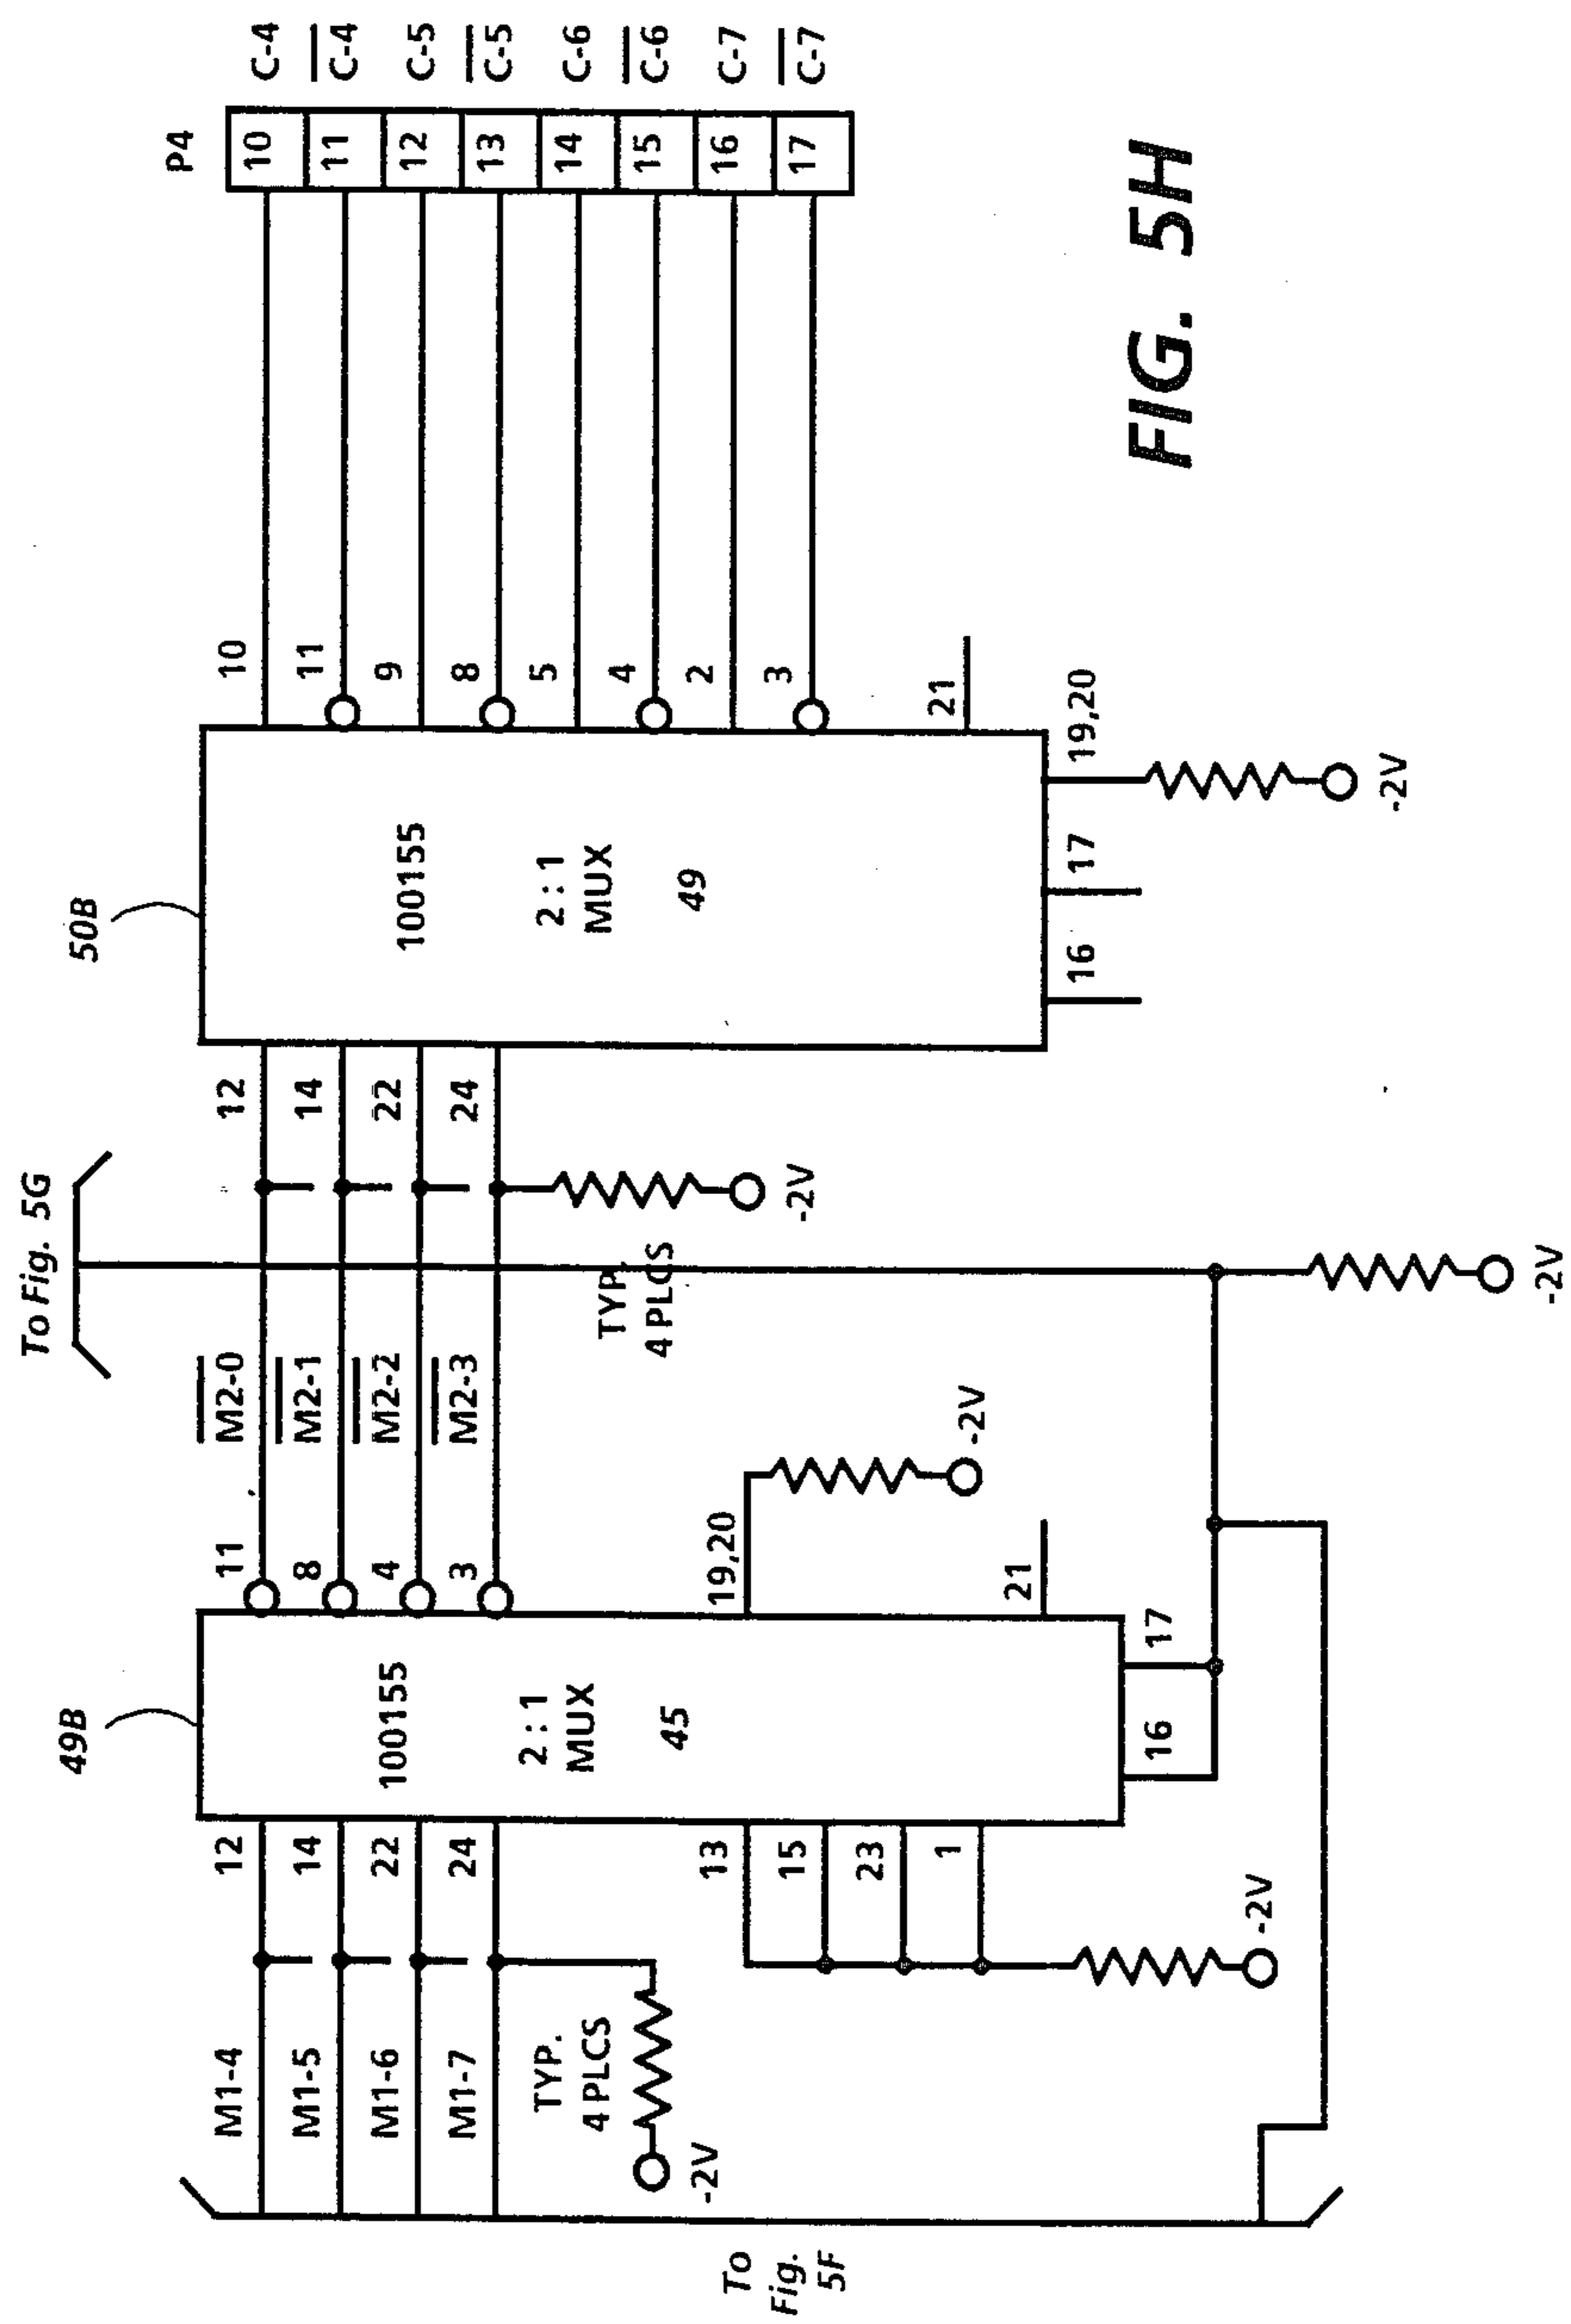 To Fig. 5G
P4
49B
50B
M1-4
12
11
M2-0
12
10
10
C-4
M1-5
14
8
M2-1
14
11
11
C-4
M1-6
22
4
M2-2
22
9
12
C-5
M1-7
24
3
M2-3
24
8
13
C-5
5
14
C-6
4
15
C-6
2
16
C-7
3
17
C-7
100155
2:1
MUX
45
100155
2:1
MUX
49
TYP.
4 PLCS
-2V
TYP.
4 PLCS
-2V
13
15
23
1
-2V
19,20
-2V
21
16
17
21
16
17
19,20
-2V
-2V
To
Fig.
5F
FIG. 5H